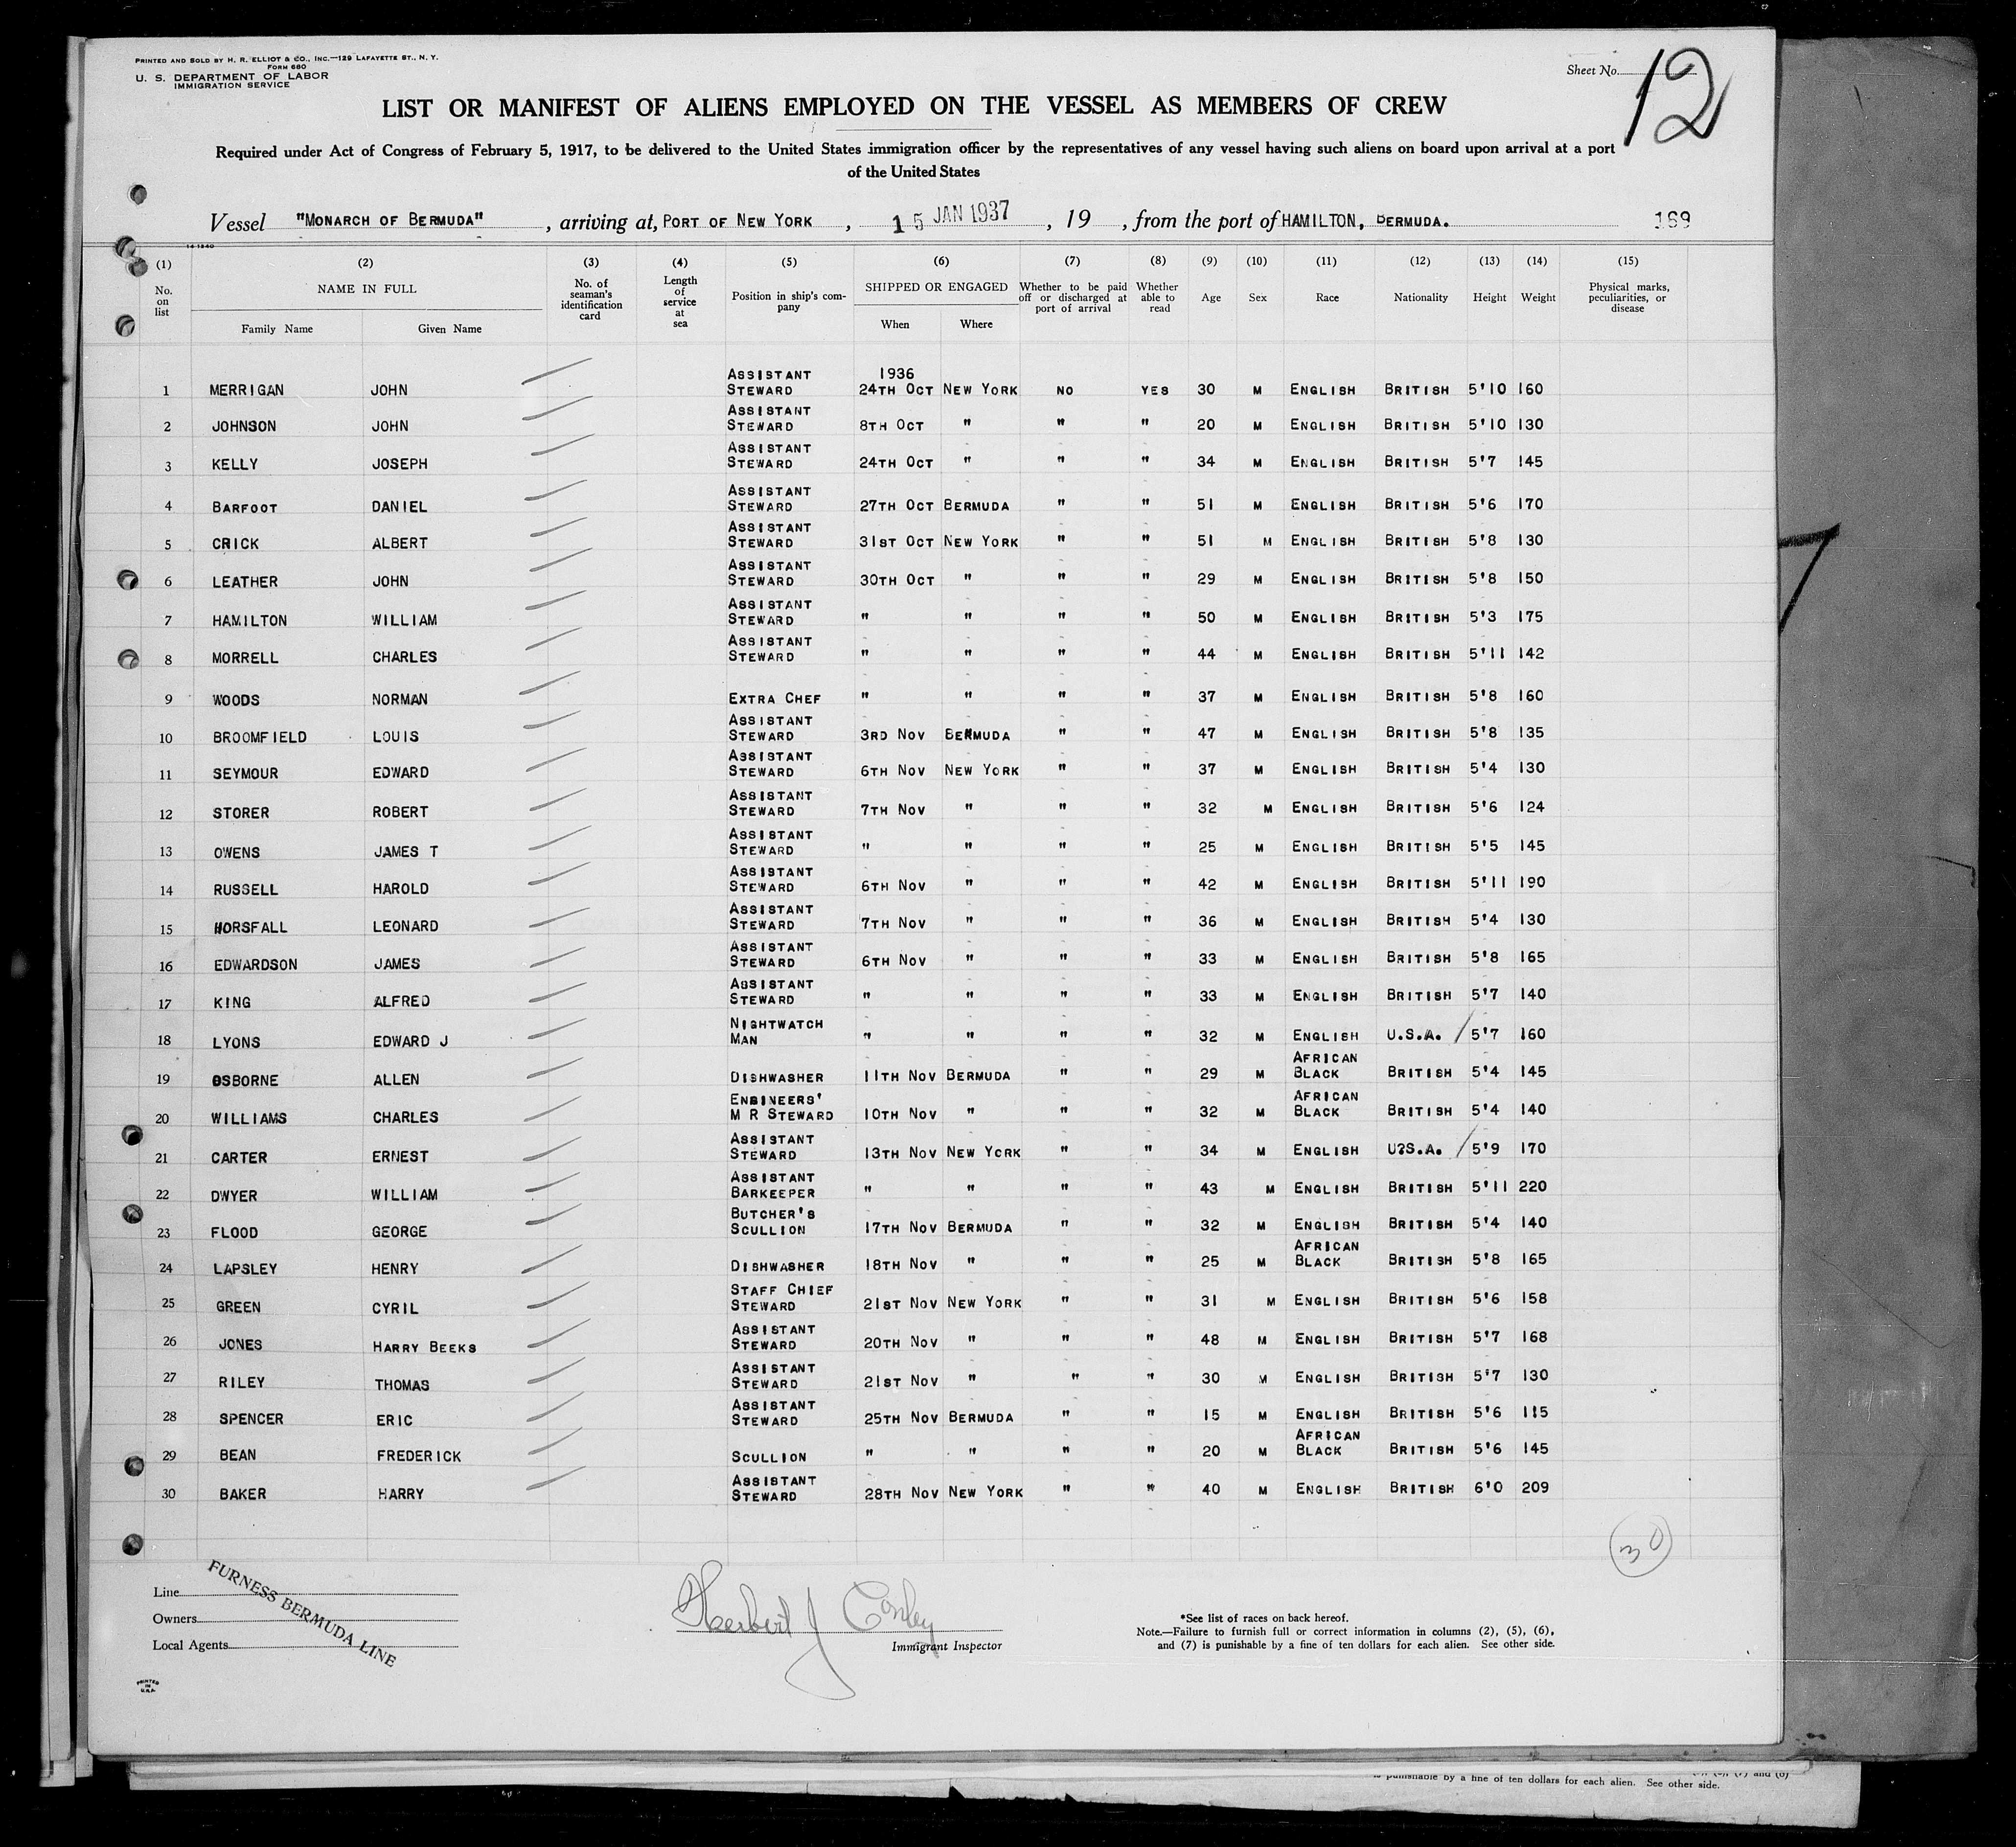 PRINTED AND SOLD BY H. R. ELLIOT & CO., INC.—129 LAFAYETTE ST., N. Y.
FORM 680
U. S. DEPARTMENT OF LABOR
IMMIGRATION SERVICE
Sheet No. 12
LIST OR MANIFEST OF ALIENS EMPLOYED ON THE VESSEL AS MEMBERS OF CREW
Required under Act of Congress of February 5, 1917, to be delivered to the United States immigration officer by the representatives of any vessel having such aliens on board upon arrival at a port
of the United States
Vessel "MONARCH OF BERMUDA", arriving at, PORT OF NEW YORK, 15 JAN 1937, 19 , from the port of HAMILTON, BERMUDA. 169
14 1240
(1) (2) (3) (4) (5) (6) (7) (8) (9) (10) (11) (12) (13) (14) (15)
No. on list NAME IN FULL Family Name Given Name No. of seaman's identification card Length of service at sea Position in ship's company SHIPPED OR ENGAGED When Where Whether to be paid off or discharged at port of arrival Whether able to read Age Sex Race Nationality Height Weight Physical marks, peculiarities, or disease
1 MERRIGAN JOHN ASSISTANT STEWARD 1936 24TH OCT NEW YORK NO YES 30 M ENGLISH BRITISH 5'10 160
2 JOHNSON JOHN ASSISTANT STEWARD 8TH OCT " " " 20 M ENGLISH BRITISH 5'10 130
3 KELLY JOSEPH ASSISTANT STEWARD 24TH OCT " " " 34 M ENGLISH BRITISH 5'7 145
4 BARFOOT DANIEL ASSISTANT STEWARD 27TH OCT BERMUDA " " 51 M ENGLISH BRITISH 5'6 170
5 CRICK ALBERT ASSISTANT STEWARD 31ST OCT NEW YORK " " 51 M ENGLISH BRITISH 5'8 130
6 LEATHER JOHN ASSISTANT STEWARD 30TH OCT " " " 29 M ENGLISH BRITISH 5'8 150
7 HAMILTON WILLIAM ASSISTANT STEWARD " " " " 50 M ENGLISH BRITISH 5'3 175
8 MORRELL CHARLES ASSISTANT STEWARD " " " " 44 M ENGLISH BRITISH 5'11 142
9 WOODS NORMAN EXTRA CHEF " " " " 37 M ENGLISH BRITISH 5'8 160
10 BROOMFIELD LOUIS ASSISTANT STEWARD 3RD NOV BERMUDA " " 47 M ENGLISH BRITISH 5'8 135
11 SEYMOUR EDWARD ASSISTANT STEWARD 6TH NOV NEW YORK " " 37 M ENGLISH BRITISH 5'4 130
12 STORER ROBERT ASSISTANT STEWARD 7TH NOV " " " 32 M ENGLISH BRITISH 5'6 124
13 OWENS JAMES T ASSISTANT STEWARD " " " " 25 M ENGLISH BRITISH 5'5 145
14 RUSSELL HAROLD ASSISTANT STEWARD 6TH NOV " " " 42 M ENGLISH BRITISH 5'11 190
15 HORSFALL LEONARD ASSISTANT STEWARD 7TH NOV " " " 36 M ENGLISH BRITISH 5'4 130
16 EDWARDSON JAMES ASSISTANT STEWARD 6TH NOV " " " 33 M ENGLISH BRITISH 5'8 165
17 KING ALFRED ASSISTANT STEWARD " " " " 33 M ENGLISH BRITISH 5'7 140
18 LYONS EDWARD J NIGHTWATCH MAN " " " " 32 M ENGLISH U.S.A. 5'7 160
19 OSBORNE ALLEN DISHWASHER 11TH NOV BERMUDA " " 29 M AFRICAN BLACK BRITISH 5'4 145
20 WILLIAMS CHARLES ENGINEERS' M R STEWARD 10TH NOV " " " 32 M AFRICAN BLACK BRITISH 5'4 140
21 CARTER ERNEST ASSISTANT STEWARD 13TH NOV NEW YORK " " 34 M ENGLISH U?S.A. 5'9 170
22 DWYER WILLIAM ASSISTANT BARKEEPER " " " " 43 M ENGLISH BRITISH 5'11 220
23 FLOOD GEORGE BUTCHER'S SCULLION 17TH NOV BERMUDA " " 32 M ENGLISH BRITISH 5'4 140
24 LAPSLEY HENRY DISHWASHER 18TH NOV " " " 25 M AFRICAN BLACK BRITISH 5'8 165
25 GREEN CYRIL STAFF CHIEF STEWARD 21ST NOV NEW YORK " " 31 M ENGLISH BRITISH 5'6 158
26 JONES HARRY BEEKS ASSISTANT STEWARD 20TH NOV " " " 48 M ENGLISH BRITISH 5'7 168
27 RILEY THOMAS ASSISTANT STEWARD 21ST NOV " " " 30 M ENGLISH BRITISH 5'7 130
28 SPENCER ERIC ASSISTANT STEWARD 25TH NOV BERMUDA " " 15 M ENGLISH BRITISH 5'6 115
29 BEAN FREDERICK SCULLION " " " " 20 M AFRICAN BLACK BRITISH 5'6 145
30 BAKER HARRY ASSISTANT STEWARD 28TH NOV NEW YORK " " 40 M ENGLISH BRITISH 6'0 209
30
Line
Owners
Local Agents
FURNESS BERMUDA LINE
Herbert J Conley
Immigrant Inspector
*See list of races on back hereof.
Note.—Failure to furnish full or correct information in columns (2), (5), (6),
and (7) is punishable by a fine of ten dollars for each alien. See other side.
PRINTED IN U.S.A.
is punishable by a fine of ten dollars for each alien. See other side.